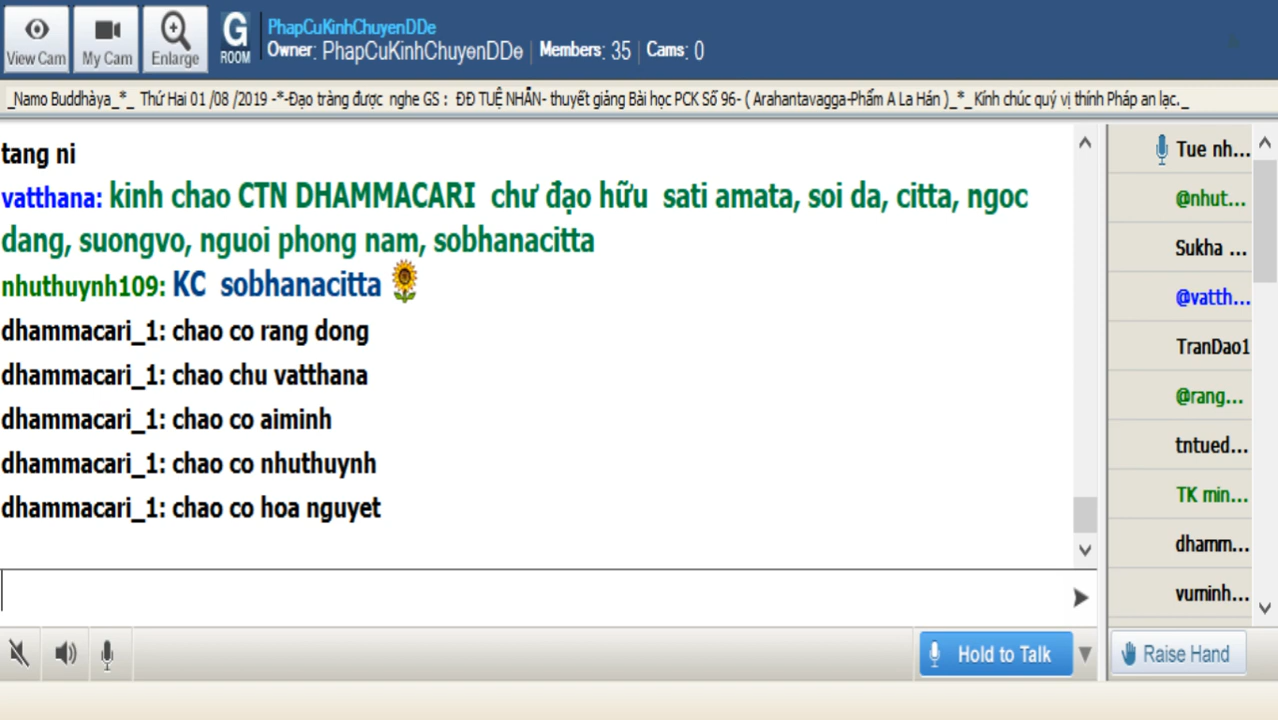 View Cam
My Cam
Enlarge
G
ROOM
PhapCuKinhChuyenDDe
Owner: PhapCuKinhChuyenDDe | Members: 35 | Cams: 0
_Namo Buddhàya_*_ Thứ Hai 01 /08 /2019 -*-Đạo tràng được nghe GS : ĐĐ TUỆ NHẪN- thuyết giảng Bài học PCK Số 96- ( Arahantavagga-Phẩm A La Hán )_*_ Kính chúc quý vị thính Pháp an lạc._
tang ni
vatthana: kinh chao CTN DHAMMACARI chư đạo hữu sati amata, soi da, citta, ngoc
dang, suongvo, nguoi phong nam, sobhanacitta
nhuthuynh109: KC sobhanacitta
dhammacari_1: chao co rang dong
dhammacari_1: chao chu vatthana
dhammacari_1: chao co aiminh
dhammacari_1: chao co nhuthuynh
dhammacari_1: chao co hoa nguyet
Tue nh...
@nhut...
Sukha ...
@vatth...
TranDao1
@rang...
tntued...
TK min...
dhamm...
vuminh...
Hold to Talk
Raise Hand